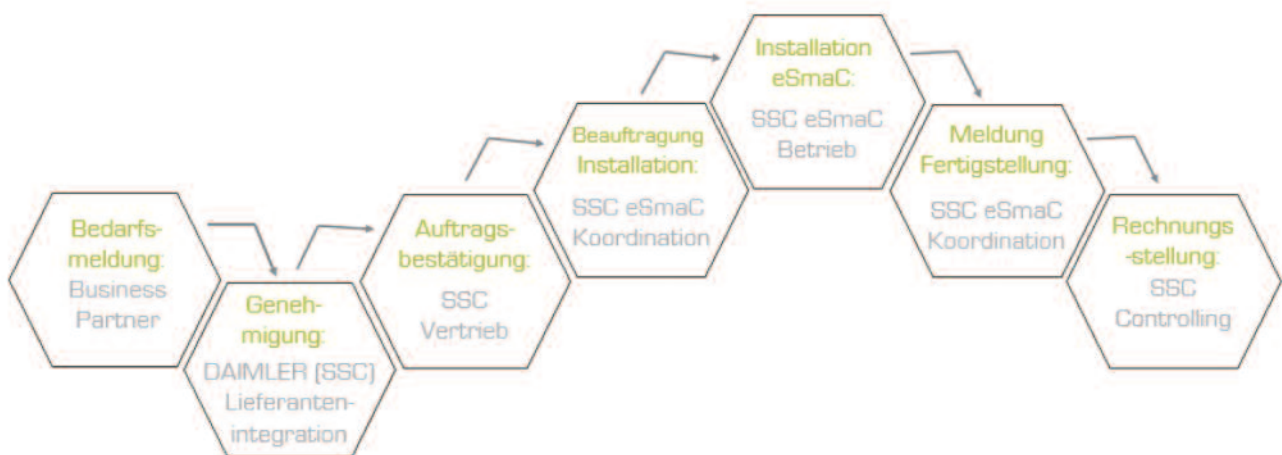 Bedarfs-
meldung:
Business
Partner
Geneh-
migung:
DAIMLER (SSC)
Lieferanten-
integration
Auftrags-
bestätigung:
SSC
Vertrieb
Beauftragung
Installation:
SSC eSmaC
Koordination
Installation
eSmaC:
SSC eSmaC
Betrieb
Meldung
Fertigstellung:
SSC eSmaC
Koordination
Rechnungs
-stellung:
SSC
Controlling